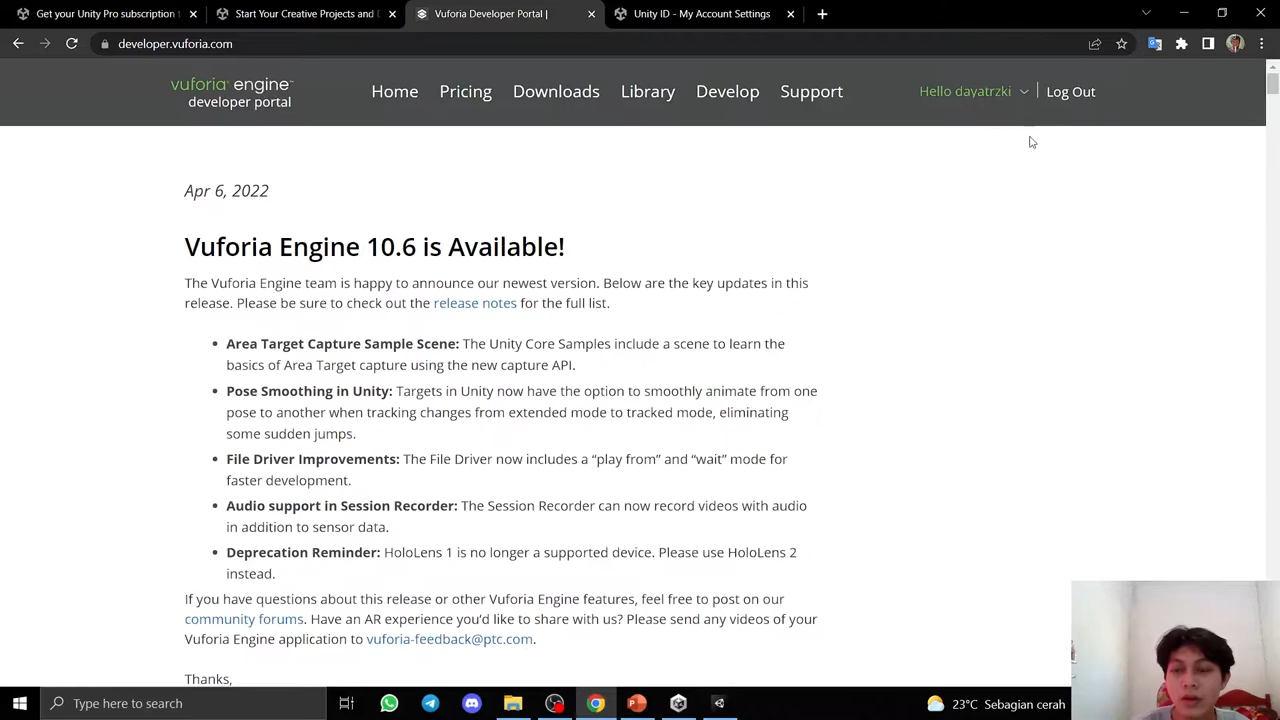 Get your Unity Pro subscription
Start Your Creative Projects and D
Vuforia Developer Portal |
Unity ID - My Account Settings
developer.vuforia.com
vuforia engine™
developer portal
Home
Pricing
Downloads
Library
Develop
Support
Hello dayatrzki
Log Out
Apr 6, 2022
Vuforia Engine 10.6 is Available!
The Vuforia Engine team is happy to announce our newest version. Below are the key updates in this
release. Please be sure to check out the release notes for the full list.
• Area Target Capture Sample Scene: The Unity Core Samples include a scene to learn the
basics of Area Target capture using the new capture API.
• Pose Smoothing in Unity: Targets in Unity now have the option to smoothly animate from one
pose to another when tracking changes from extended mode to tracked mode, eliminating
some sudden jumps.
• File Driver Improvements: The File Driver now includes a “play from” and “wait” mode for
faster development.
• Audio support in Session Recorder: The Session Recorder can now record videos with audio
in addition to sensor data.
• Deprecation Reminder: HoloLens 1 is no longer a supported device. Please use HoloLens 2
instead.
If you have questions about this release or other Vuforia Engine features, feel free to post on our
community forums. Have an AR experience you’d like to share with us? Please send any videos of your
Vuforia Engine application to vuforia-feedback@ptc.com.
Thanks,
Type here to search
23°C Sebagian cerah